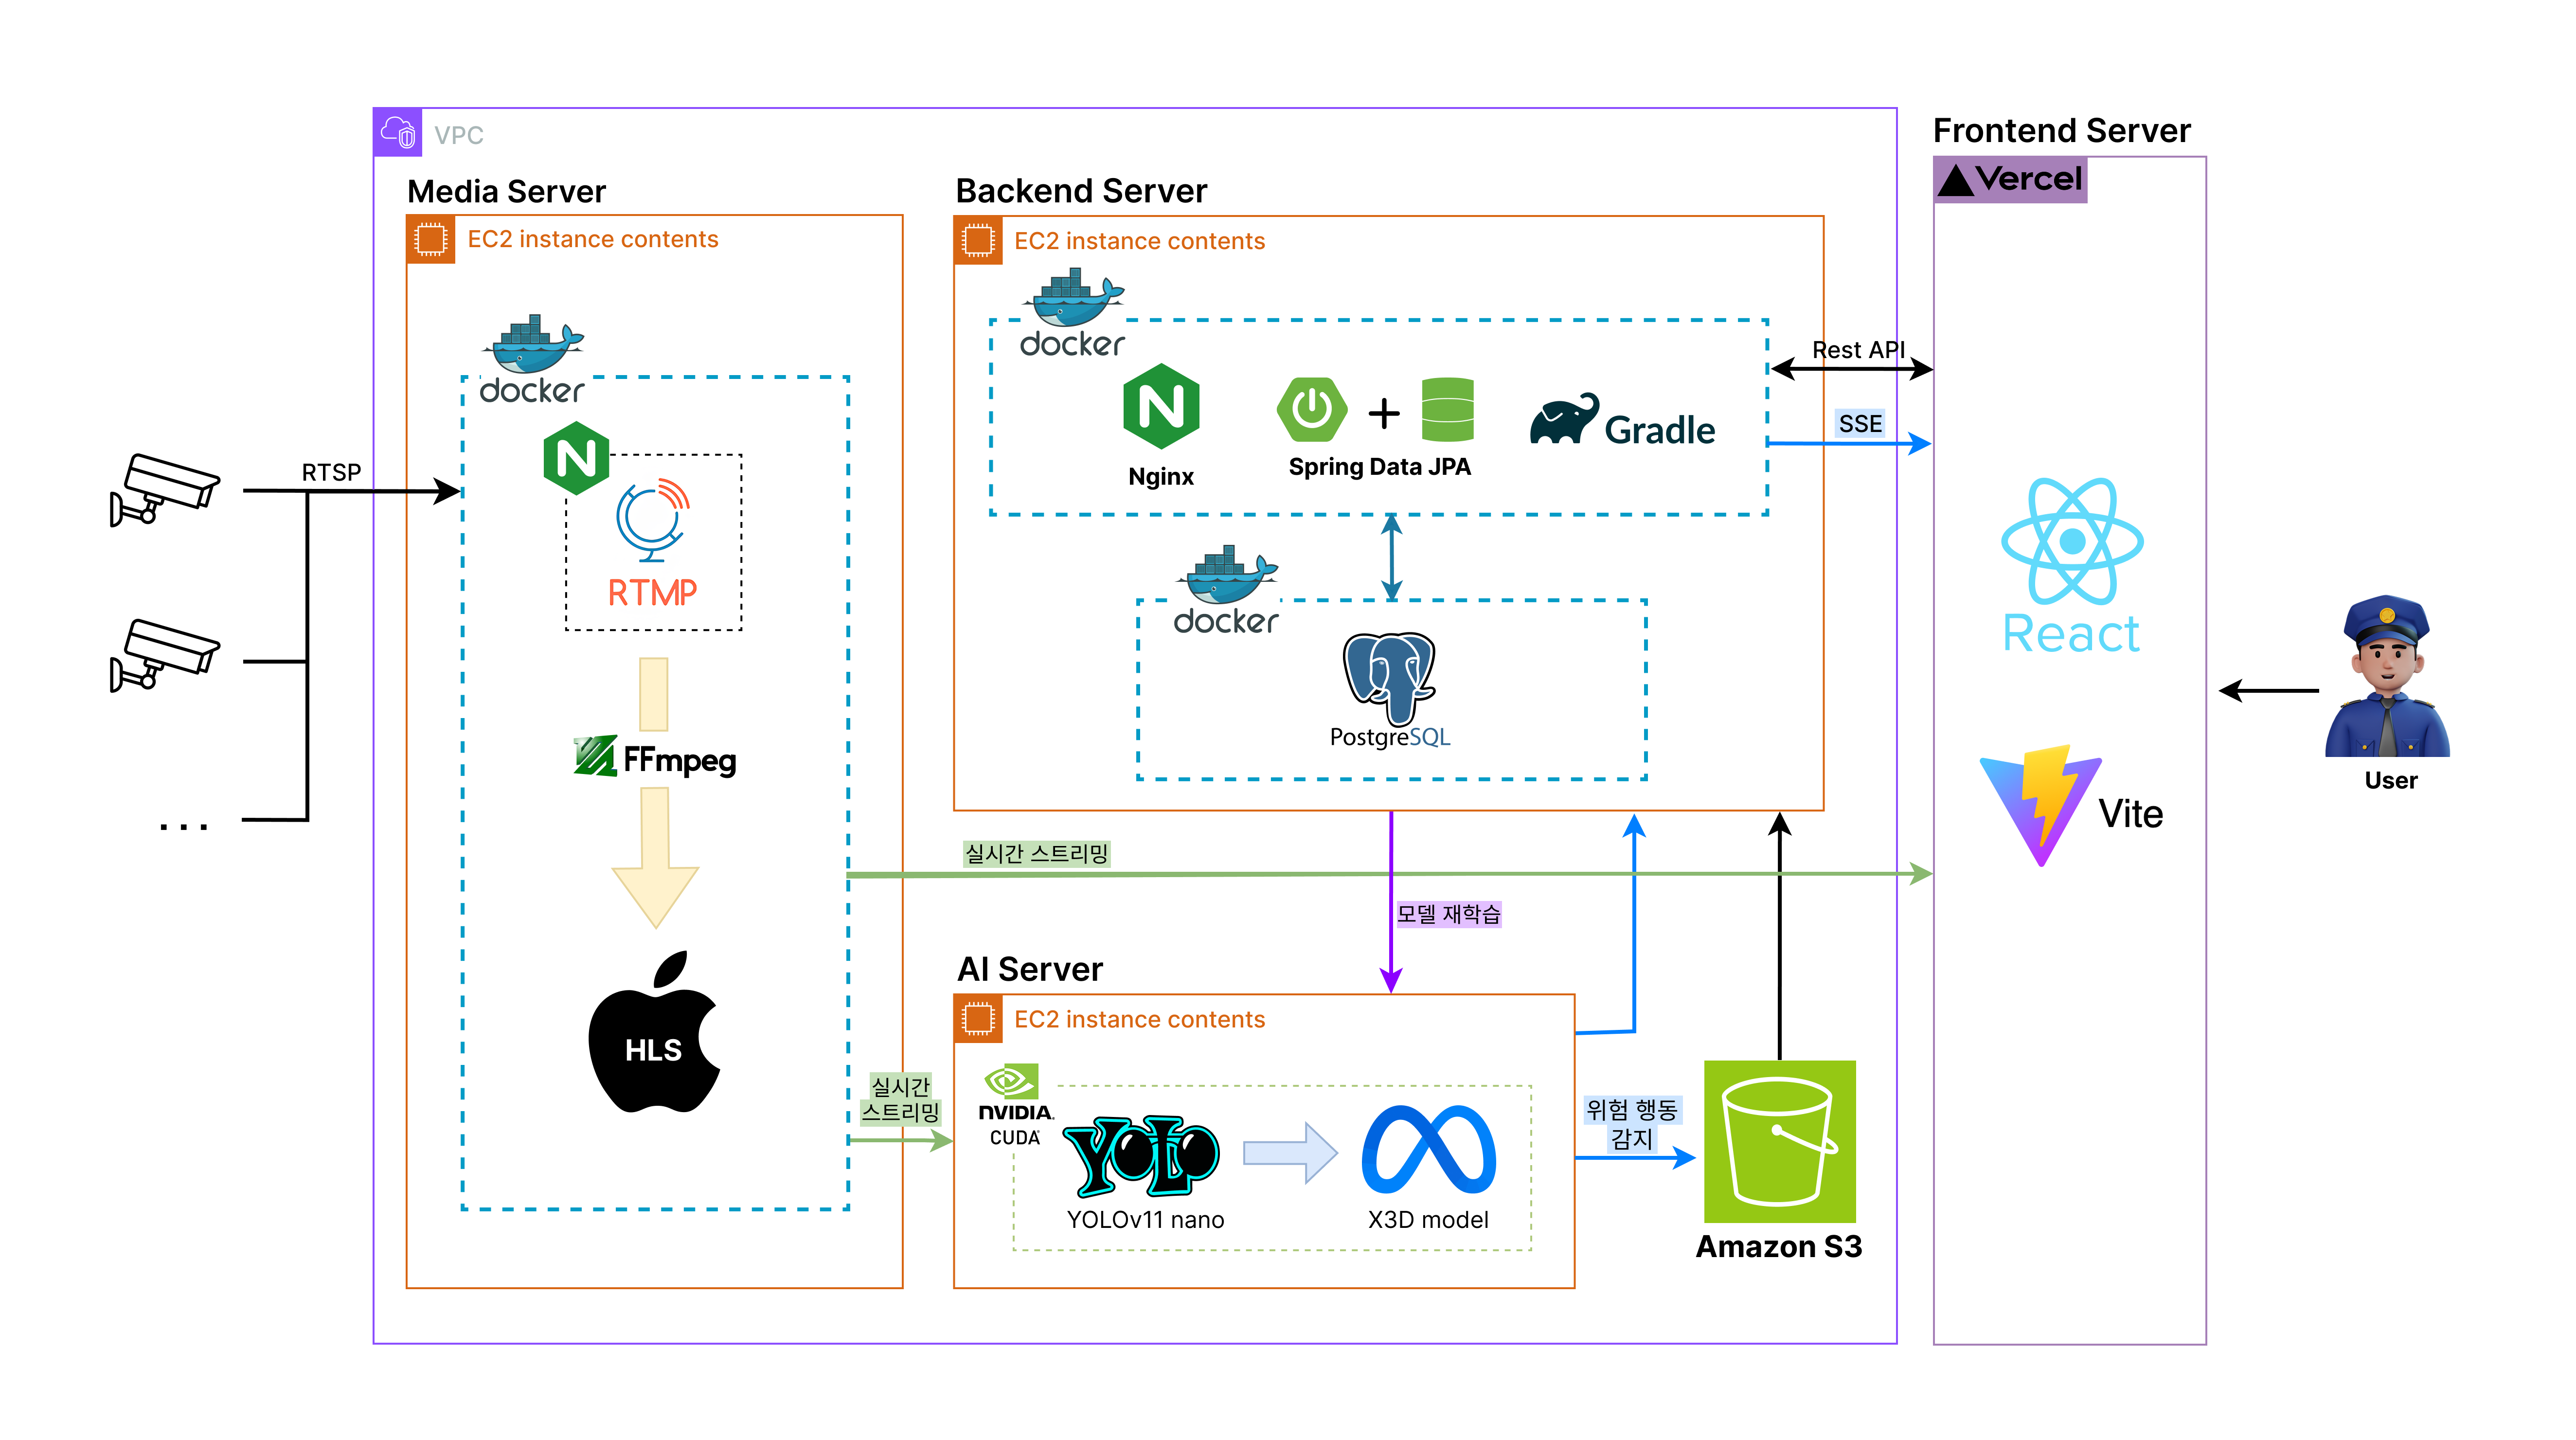 VPC
Frontend Server
Vercel
Media Server
EC2 instance contents
Backend Server
EC2 instance contents
docker
docker
Rest API
SSE
Nginx
Spring Data JPA
+
Gradle
RTSP
RTMP
docker
PostgreSQL
React
FFmpeg
Vite
User
...
실시간 스트리밍
모델 재학습
AI Server
EC2 instance contents
HLS
실시간
스트리밍
NVIDIA.
CUDA
YOLO
YOLOv11 nano
X3D model
위험 행동
감지
Amazon S3